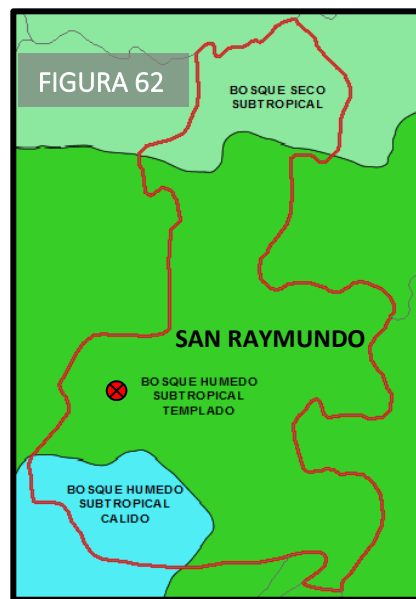 FIGURA 62
BOSQUE SECO
SUBTROPICAL
SAN RAYMUNDO
BOSQUE HUMEDO
SUBTROPICAL
TEMPLADO
BOSQUE HUMEDO
SUBTROPICAL
CALIDO